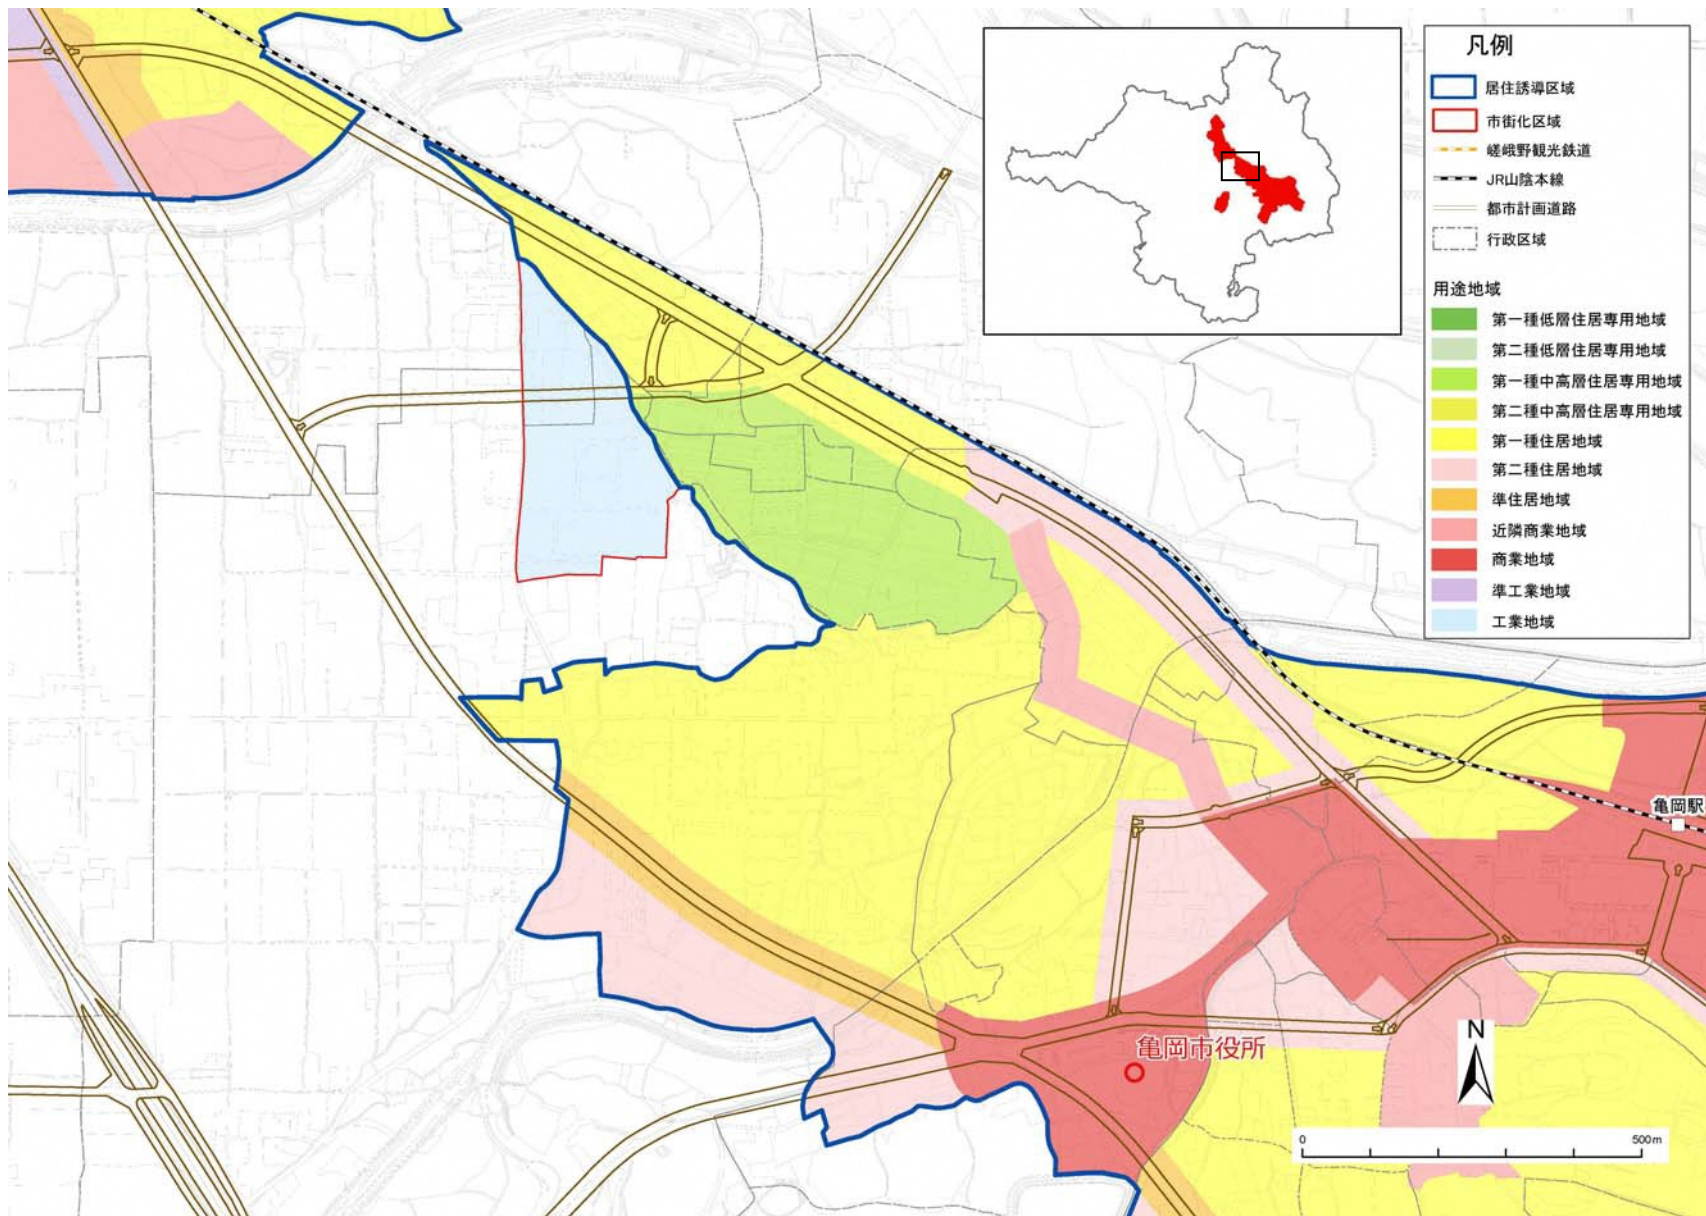 凡例
居住誘導区域
市街化区域
嵯峨野観光鉄道
JR山陰本線
都市計画道路
行政区域
用途地域
第一種低層住居専用地域
第二種低層住居専用地域
第一種中高層住居専用地域
第二種中高層住居専用地域
第一種住居地域
第二種住居地域
準住居地域
近隣商業地域
商業地域
準工業地域
工業地域
亀岡駅
亀岡市役所
N
0 500m